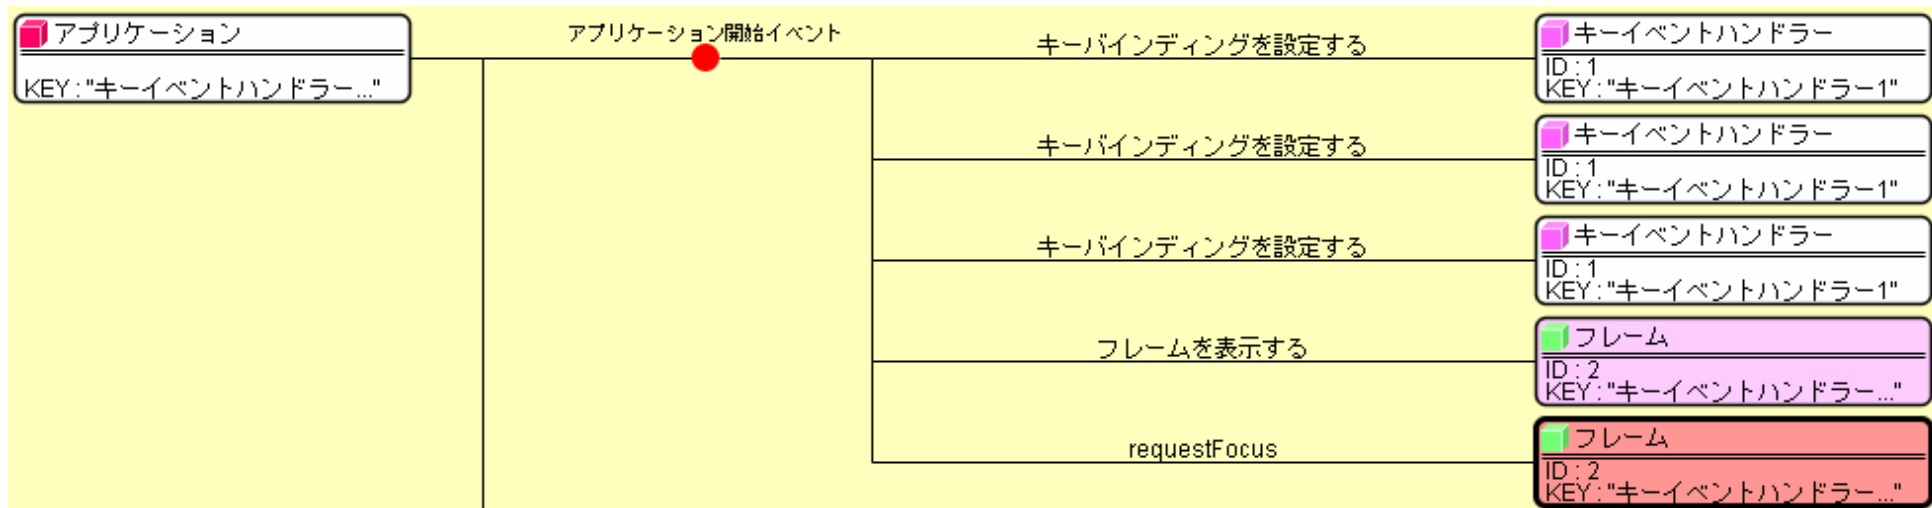 アプリケーション
KEY : "キーイベントハンドラー..."
アプリケーション開始イベント
キーバインディングを設定する
キーイベントハンドラー
ID : 1
KEY : "キーイベントハンドラー1"
キーバインディングを設定する
キーイベントハンドラー
ID : 1
KEY : "キーイベントハンドラー1"
キーバインディングを設定する
キーイベントハンドラー
ID : 1
KEY : "キーイベントハンドラー1"
フレームを表示する
フレーム
ID : 2
KEY : "キーイベントハンドラー..."
requestFocus
フレーム
ID : 2
KEY : "キーイベントハンドラー..."